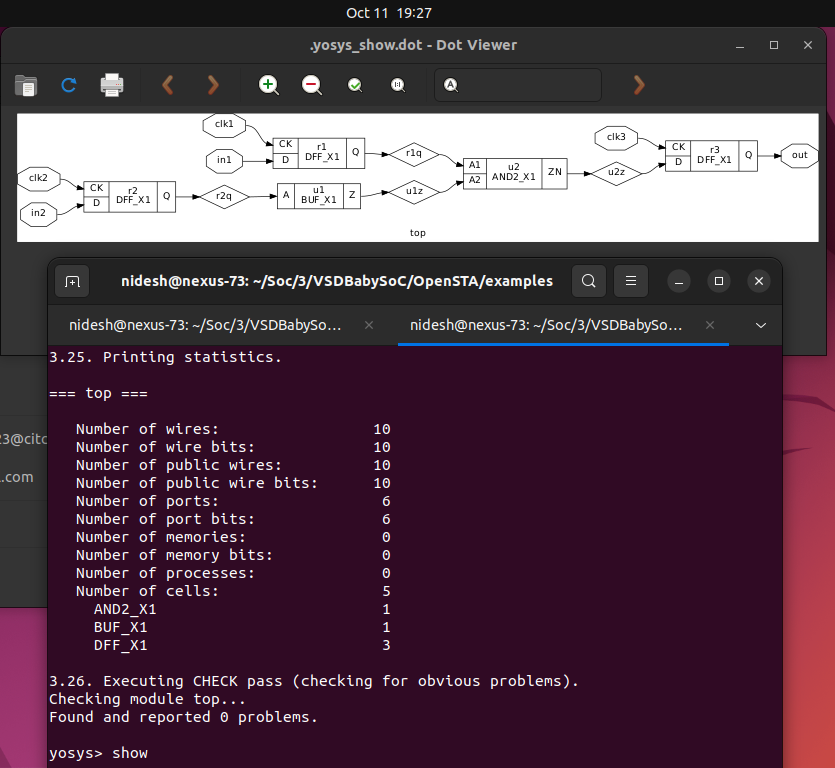 Oct 11 19:27
.yosys_show.dot - Dot Viewer
A
clk1
CK
D
r1
DFF_X1
Q
r1q
in1
clk2
CK
D
r2
DFF_X1
Q
r2q
in2
A
u1
BUF_X1
Z
u1z
A1
A2
u2
AND2_X1
ZN
u2z
clk3
CK
D
r3
DFF_X1
Q
out
top
nidesh@nexus-73: ~/Soc/3/VSDBabySoC/OpenSTA/examples
nidesh@nexus-73: ~/Soc/3/VSDBabySo...
nidesh@nexus-73: ~/Soc/3/VSDBabySo...
3.25. Printing statistics.
=== top ===
Number of wires: 10
Number of wire bits: 10
Number of public wires: 10
Number of public wire bits: 10
Number of ports: 6
Number of port bits: 6
Number of memories: 0
Number of memory bits: 0
Number of processes: 0
Number of cells: 5
AND2_X1 1
BUF_X1 1
DFF_X1 3
3.26. Executing CHECK pass (checking for obvious problems).
Checking module top...
Found and reported 0 problems.
yosys> show
23@citc
.com